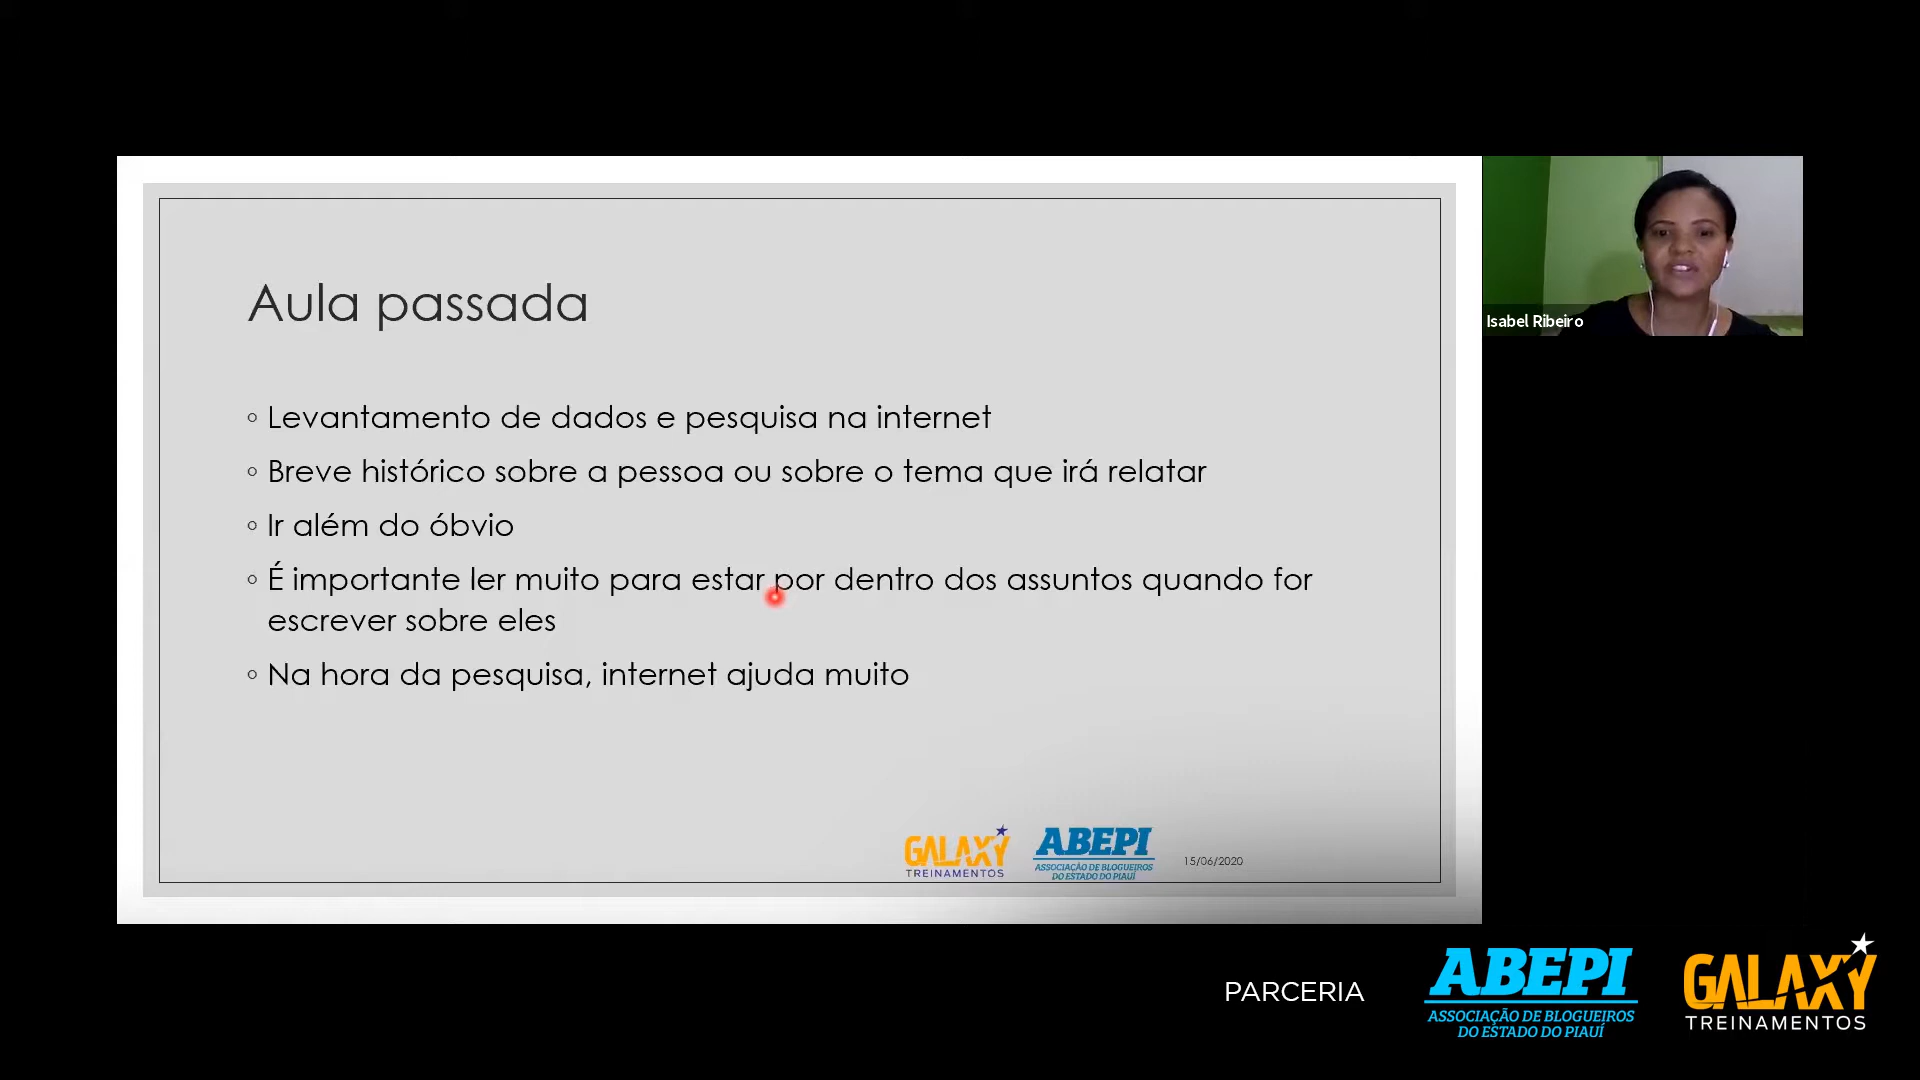 Aula passada
◦ Levantamento de dados e pesquisa na internet
◦ Breve histórico sobre a pessoa ou sobre o tema que irá relatar
◦ Ir além do óbvio
◦ É importante ler muito para estar por dentro dos assuntos quando for
escrever sobre eles
◦ Na hora da pesquisa, internet ajuda muito
GALAXY
TREINAMENTOS
ABEPI
ASSOCIAÇÃO DE BLOGUEIROS
DO ESTADO DO PIAUÍ
15/06/2020
Isabel Ribeiro
PARCERIA
ABEPI
ASSOCIAÇÃO DE BLOGUEIROS
DO ESTADO DO PIAUÍ
GALAXY
TREINAMENTOS